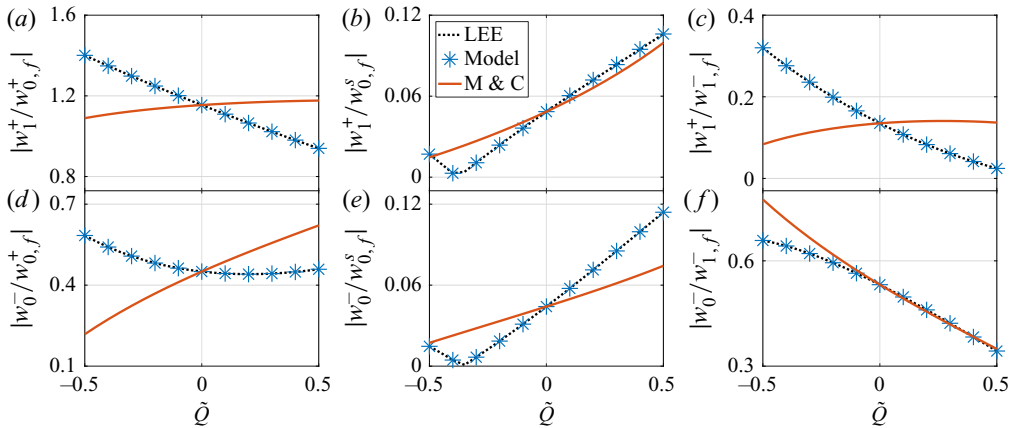 (a)
1.6
1.2
0.8
|w₁⁺/w₀,f⁺|
(b)
0.12
0.06
0
|w₁⁺/w₀,fˢ|
LEE
Model
M & C
(c)
0.4
0.2
0
|w₁⁺/w₁,f⁻|
(d)
0.7
0.4
0.1
|w₀⁻/w₀,f⁺|
−0.5 0 0.5
Q̃
(e)
0.12
0.06
0
|w₀⁻/w₀,fˢ|
−0.5 0 0.5
Q̃
(f)
0.6
0.3
|w₀⁻/w₁,f⁻|
−0.5 0 0.5
Q̃